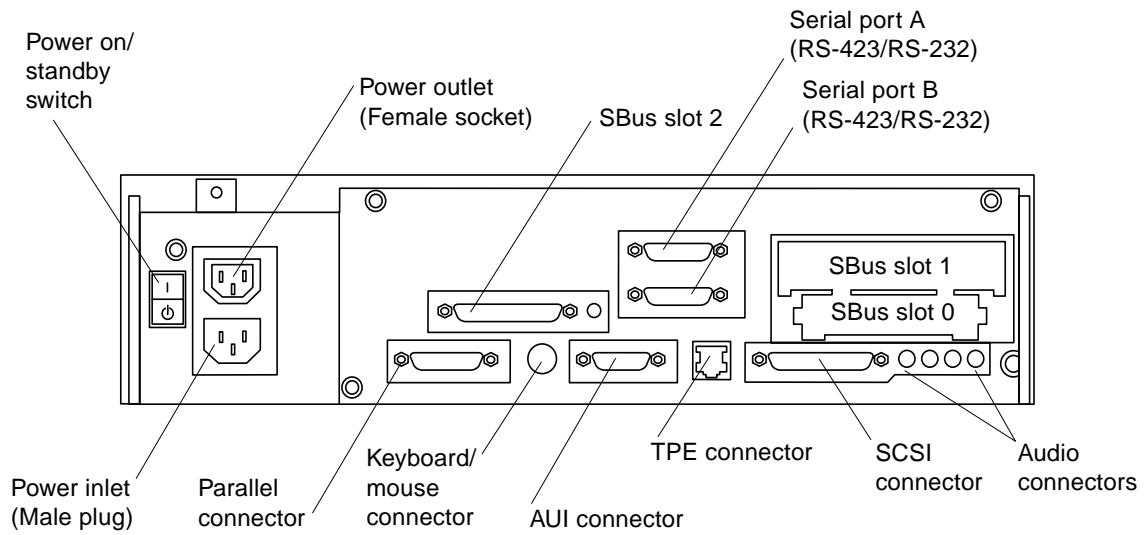 Serial port A
(RS-423/RS-232)
Power on/
standby
switch
Power outlet
(Female socket)
SBus slot 2
Serial port B
(RS-423/RS-232)
SBus slot 1
SBus slot 0
Power inlet
(Male plug)
Parallel
connector
Keyboard/
mouse
connector
AUI connector
TPE connector
SCSI
connector
Audio
connectors